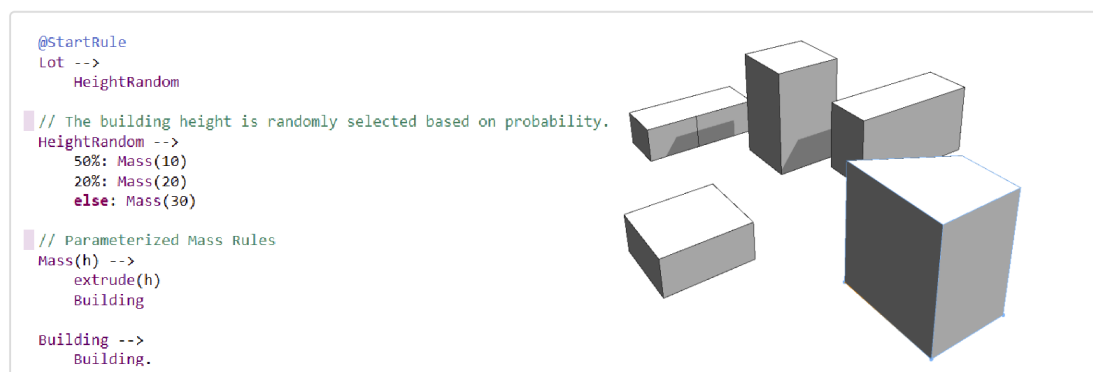 @StartRule
Lot -->
HeightRandom
// The building height is randomly selected based on probability.
HeightRandom -->
50%: Mass(10)
20%: Mass(20)
else: Mass(30)
// Parameterized Mass Rules
Mass(h) -->
extrude(h)
Building
Building -->
Building.